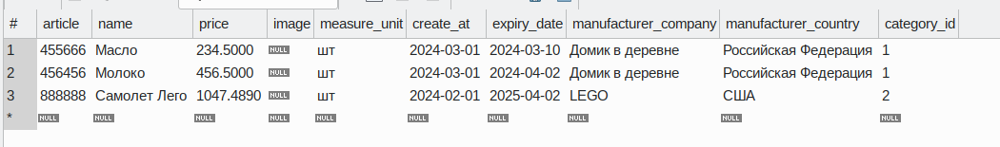 # article name price image measure_unit create_at expiry_date manufacturer_company manufacturer_country category_id
1 455666 Масло 234.5000 NULL шт 2024-03-01 2024-03-10 Домик в деревне Российская Федерация 1
2 456456 Молоко 456.5000 NULL шт 2024-03-01 2024-04-02 Домик в деревне Российская Федерация 1
3 888888 Самолет Лего 1047.4890 NULL шт 2024-02-01 2025-04-02 LEGO США 2
* NULL NULL NULL NULL NULL NULL NULL NULL NULL NULL